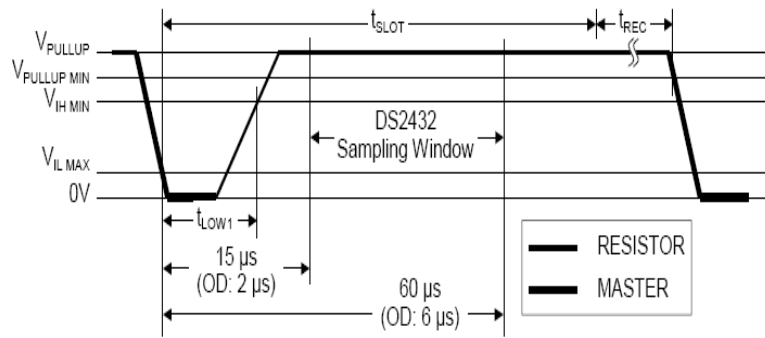 tSLOT
tREC
VPULLUP
VPULLUP MIN
VIH MIN
DS2432
Sampling Window
VIL MAX
0V
tLOW1
15 µs
(OD: 2 µs)
60 µs
(OD: 6 µs)
RESISTOR
MASTER